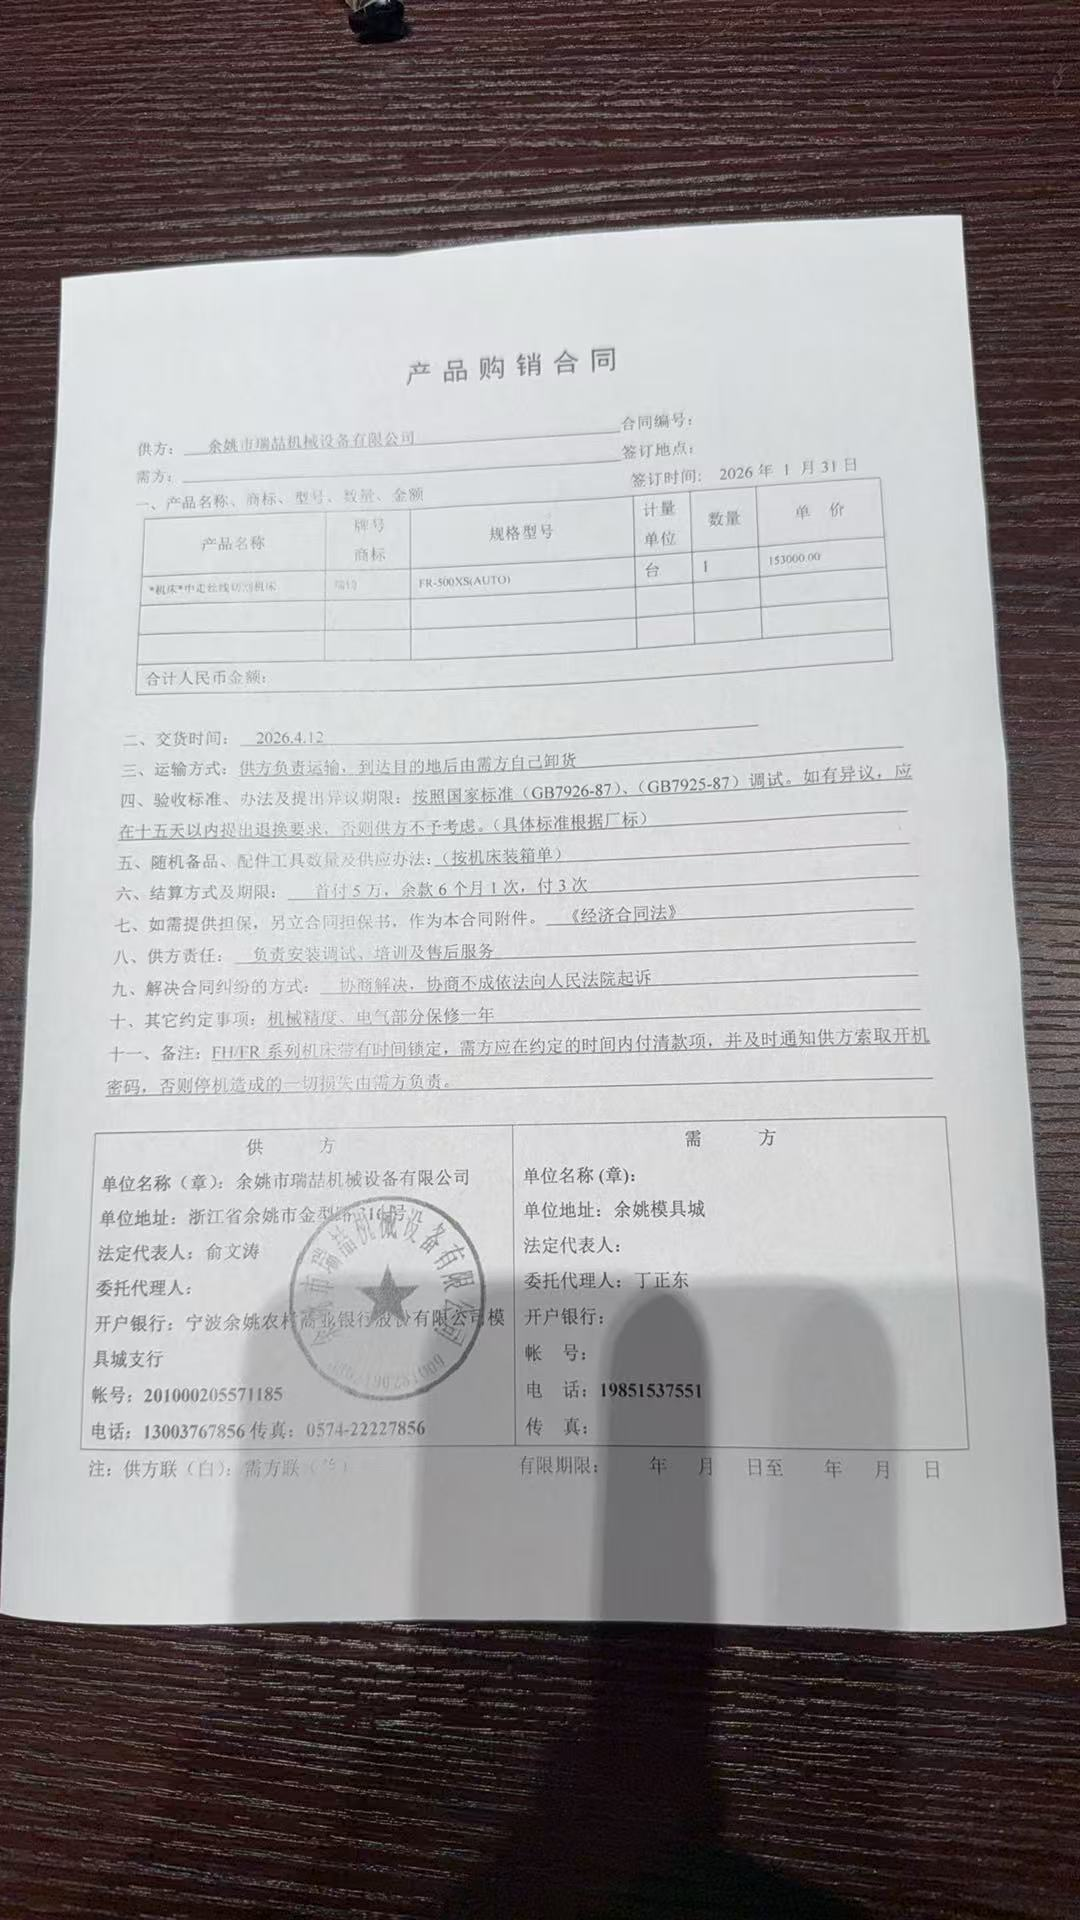 产品购销合同
供方： 余姚市瑞喆机械设备有限公司
合同编号：
需方：
签订地点：
签订时间： 2026 年 1 月 31 日
一、产品名称、商标、型号、数量、金额
产品名称 牌号商标 规格型号 计量单位 数量 单 价
*机床*中走丝线切割机床 FR-500XS(AUTO) 台 1 153000.00
合计人民币金额：
二、交货时间： 2026.4.12
三、运输方式：供方负责运输，到达目的地后由需方自己卸货
四、验收标准、办法及提出异议期限：按照国家标准（GB7926-87）、（GB7925-87）调试。如有异议，应
在十五天以内提出退换要求，否则供方不予考虑。（具体标准根据厂标）
五、随机备品、配件工具数量及供应办法：（按机床装箱单）
六、结算方式及期限： 首付 5 万，余款 6 个月 1 次，付 3 次
七、如需提供担保，另立合同担保书，作为本合同附件。 《经济合同法》
八、供方责任： 负责安装调试、培训及售后服务
九、解决合同纠纷的方式： 协商解决，协商不成依法向人民法院起诉
十、其它约定事项：机械精度、电气部分保修一年
十一、备注：FH/FR 系列机床带有时间锁定，需方应在约定的时间内付清款项，并及时通知供方索取开机
密码，否则停机造成的一切损失由需方负责。
供 方
单位名称（章）：余姚市瑞喆机械设备有限公司
单位地址：浙江省余姚市金型路316号
法定代表人：俞文涛
委托代理人：
开户银行：宁波余姚农村商业银行股份有限公司模
具城支行
帐号：201000205571185
电话：13003767856 传真：0574-22227856
余姚市瑞喆机械设备有限公司
需 方
单位名称 (章)：
单位地址：余姚模具城
法定代表人：
委托代理人：丁正东
开户银行：
帐 号：
电 话：19851537551
传 真：
注：供方联（白）；需方联
有限期限： 年 月 日至 年 月 日